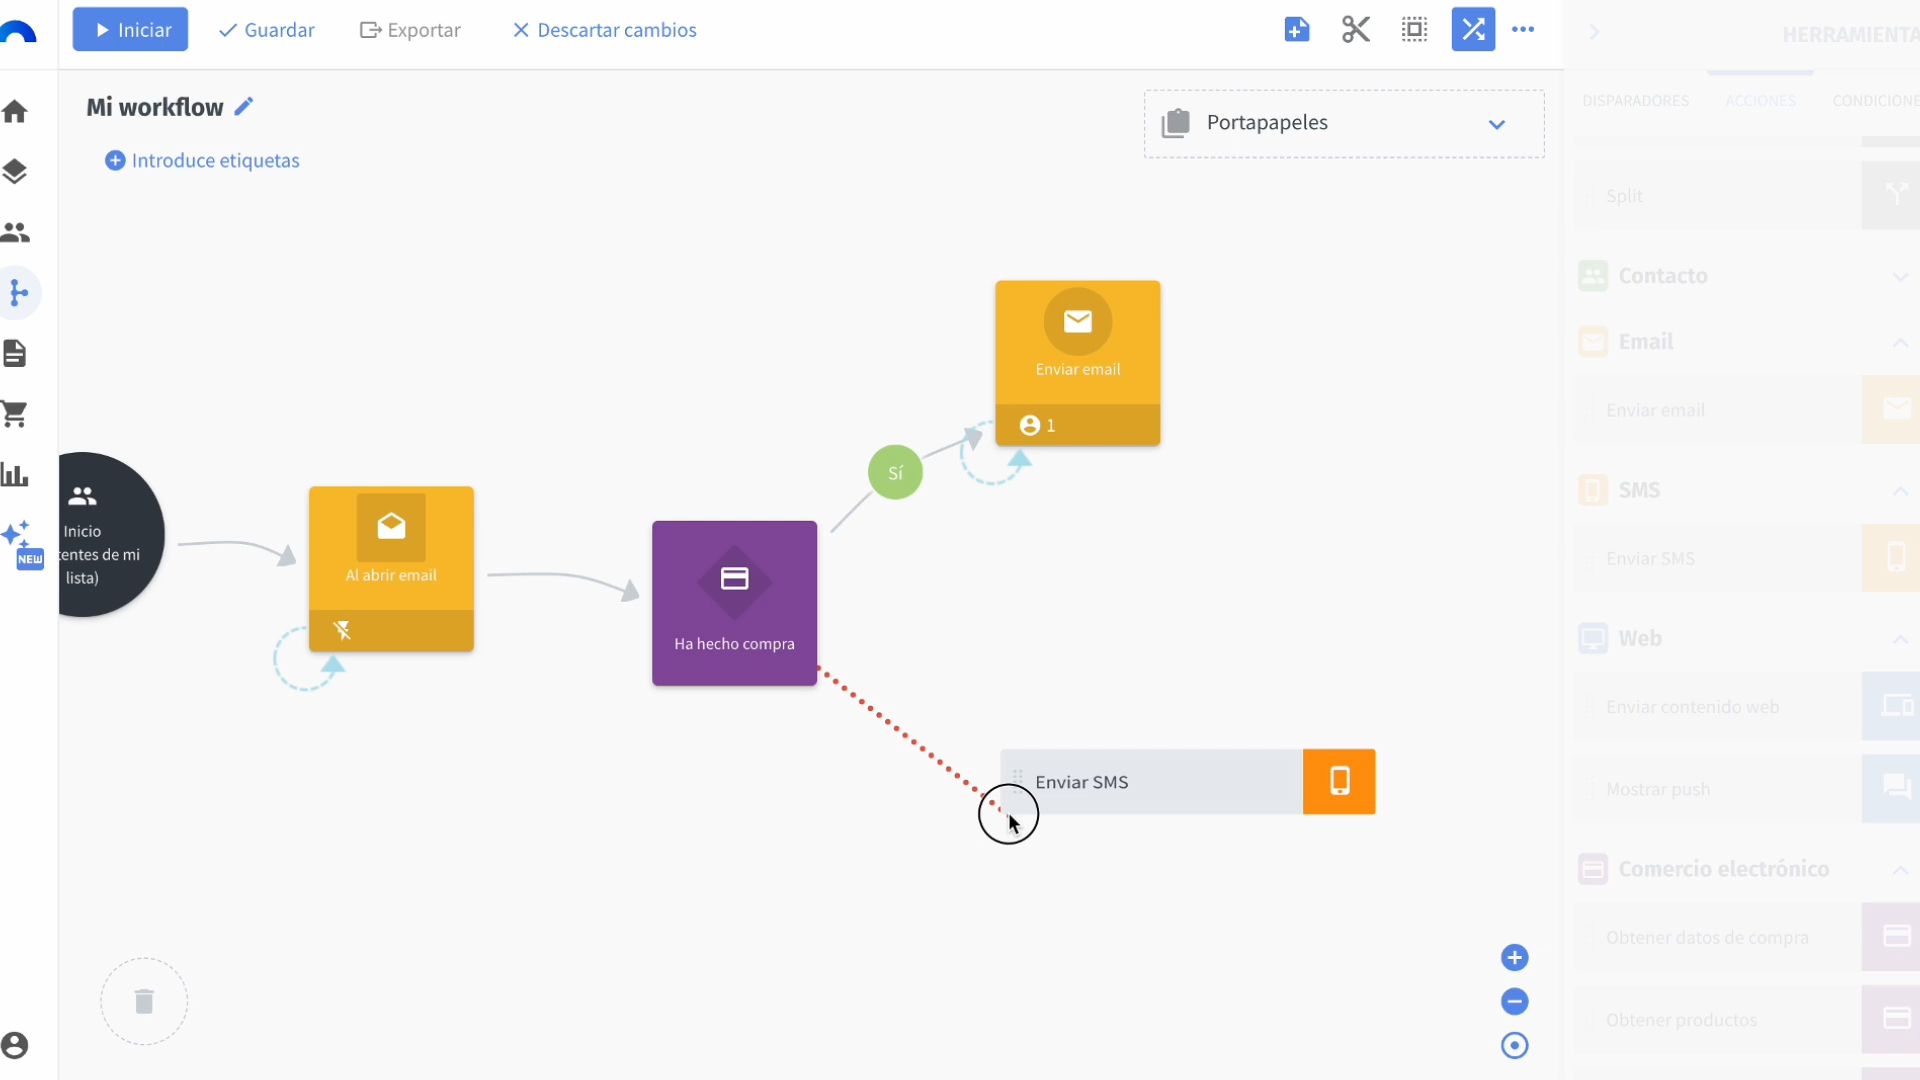 Iniciar
Guardar
Exportar
Descartar cambios
HERRAMIENTA
Mi workflow
Introduce etiquetas
Portapapeles
DISPARADORES
ACCIONES
CONDICIONE
Split
Contacto
Email
Enviar email
SMS
Enviar SMS
Web
Enviar contenido web
Mostrar push
Comercio electrónico
Obtener datos de compra
Obtener productos
NEW
Inicio
entes de mi
lista)
Al abrir email
Ha hecho compra
Sí
Enviar email
1
Enviar SMS